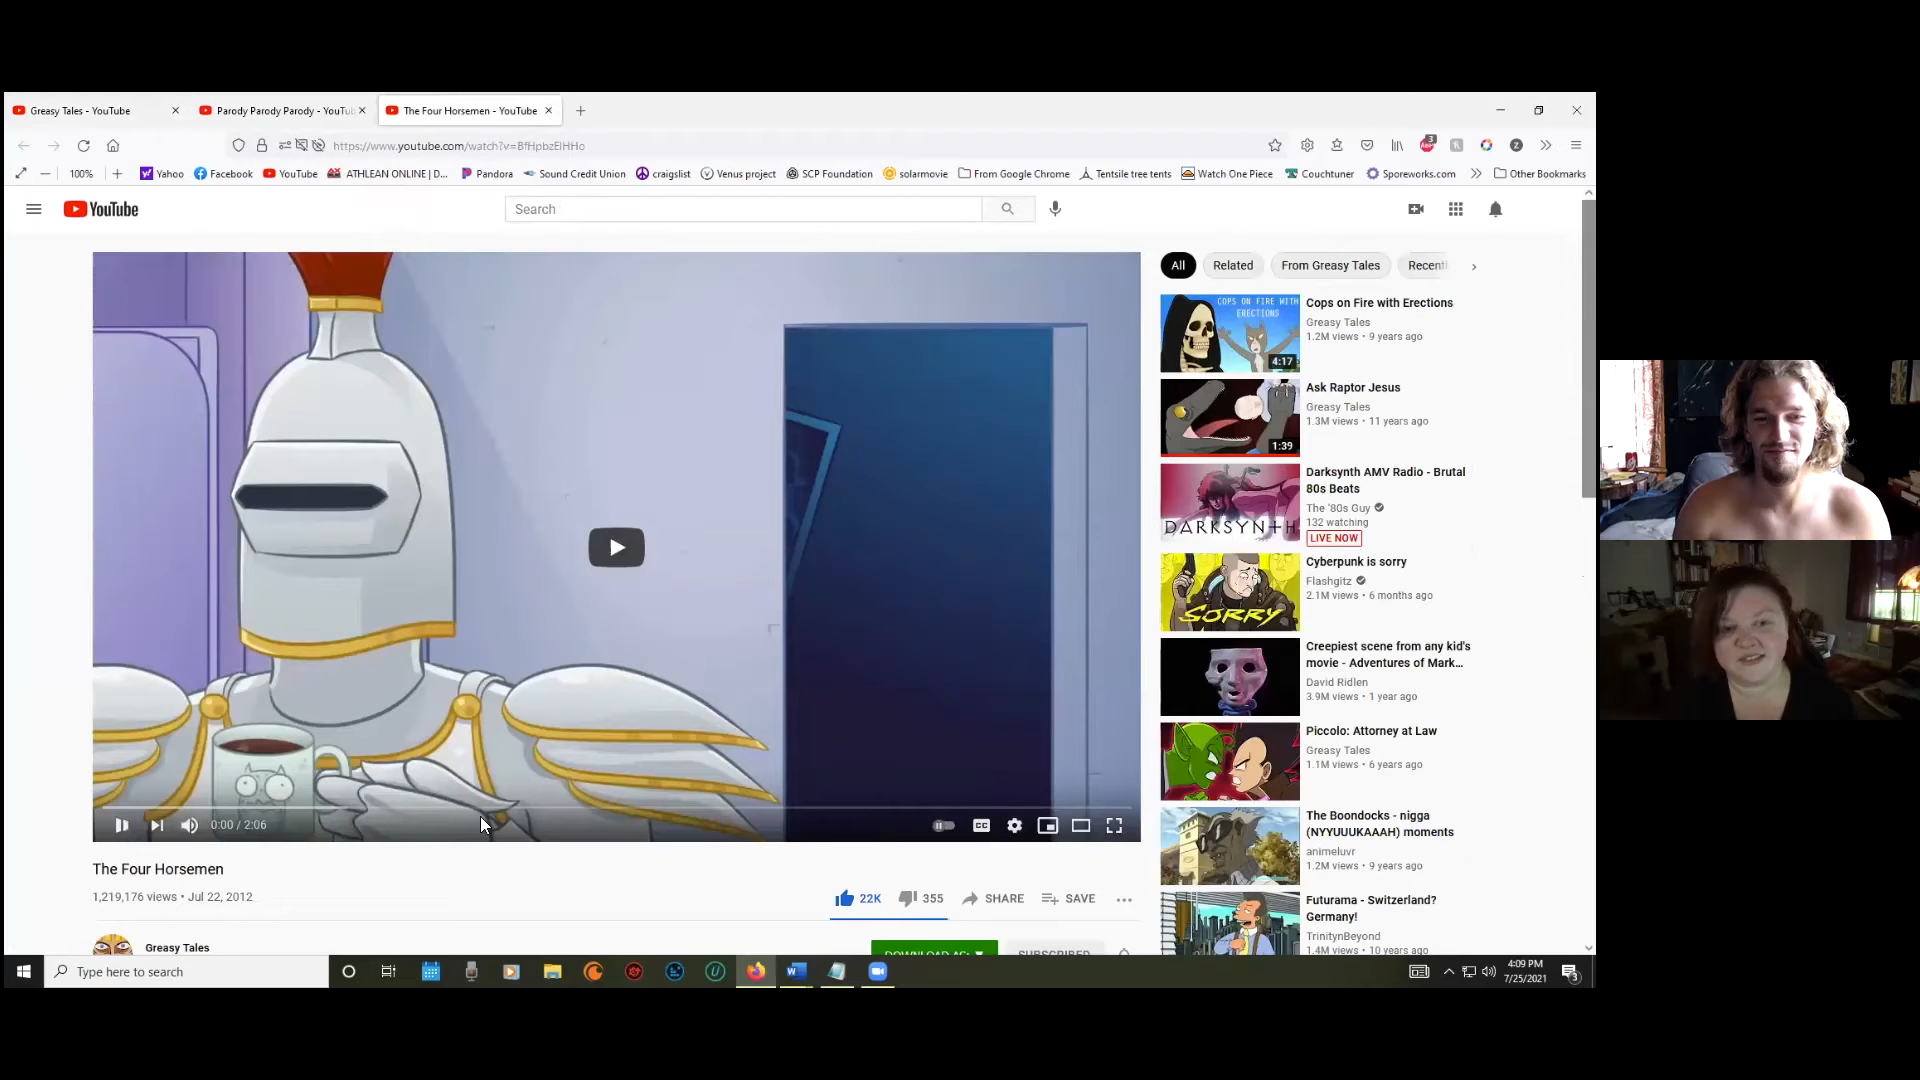 Greasy Tales - YouTube
Parody Parody Parody - YouTub
The Four Horsemen - YouTube
https://www.youtube.com/watch?v=BfHpbzElHHo
100%
Yahoo
Facebook
YouTube
ATHLEAN ONLINE | D...
Pandora
Sound Credit Union
craigslist
Venus project
SCP Foundation
solarmovie
From Google Chrome
Tentsile tree tents
Watch One Piece
Couchtuner
Sporeworks.com
Other Bookmarks
YouTube
Search
All
Related
From Greasy Tales
Recentl
COPS ON FIRE WITH
ERECTIONS
4:17
Cops on Fire with Erections
Greasy Tales
1.2M views • 9 years ago
1:39
Ask Raptor Jesus
Greasy Tales
1.3M views • 11 years ago
DARKSYNTH
Darksynth AMV Radio - Brutal
80s Beats
The '80s Guy
132 watching
LIVE NOW
SORRY
Cyberpunk is sorry
Flashgitz
2.1M views • 6 months ago
Creepiest scene from any kid's
movie - Adventures of Mark...
David Ridlen
3.9M views • 1 year ago
Piccolo: Attorney at Law
Greasy Tales
1.1M views • 6 years ago
The Boondocks - nigga
(NYYUUUKAAAH) moments
animeluvr
1.2M views • 9 years ago
Futurama - Switzerland?
Germany!
TrinitynBeyond
1.4M views • 10 years ago
0:00 / 2:06
CC
The Four Horsemen
1,219,176 views • Jul 22, 2012
22K
355
SHARE
SAVE
Greasy Tales
DOWNLOAD AS:
SUBSCRIBED
Type here to search
4:09 PM
7/25/2021
3